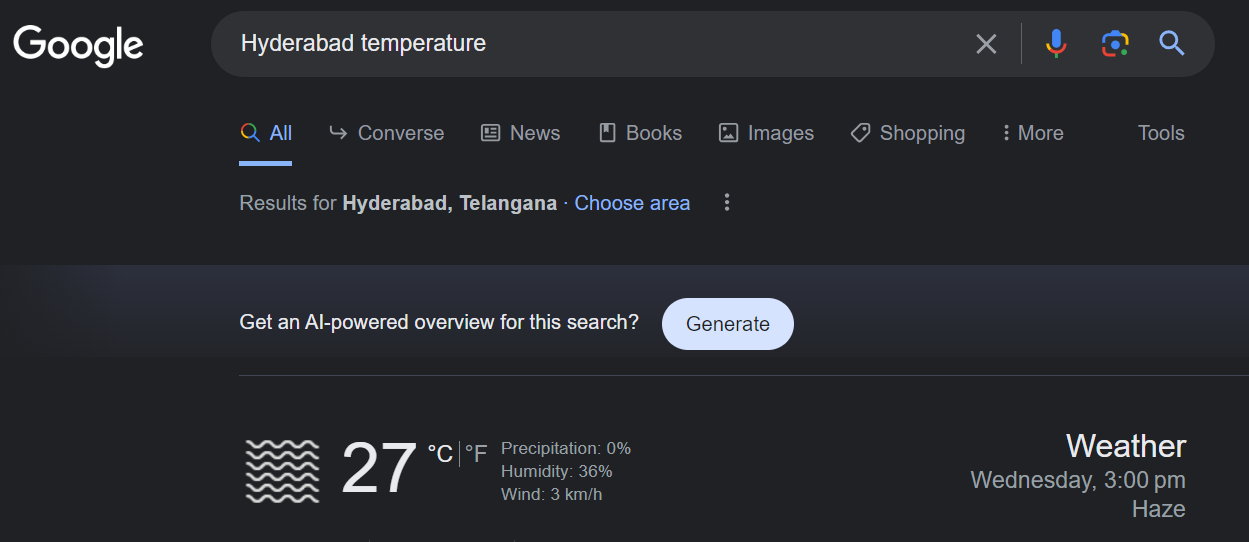 Google
Hyderabad temperature
All Converse News Books Images Shopping More Tools
Results for Hyderabad, Telangana · Choose area
Get an AI-powered overview for this search? Generate
27 °C | °F
Precipitation: 0%
Humidity: 36%
Wind: 3 km/h
Weather
Wednesday, 3:00 pm
Haze